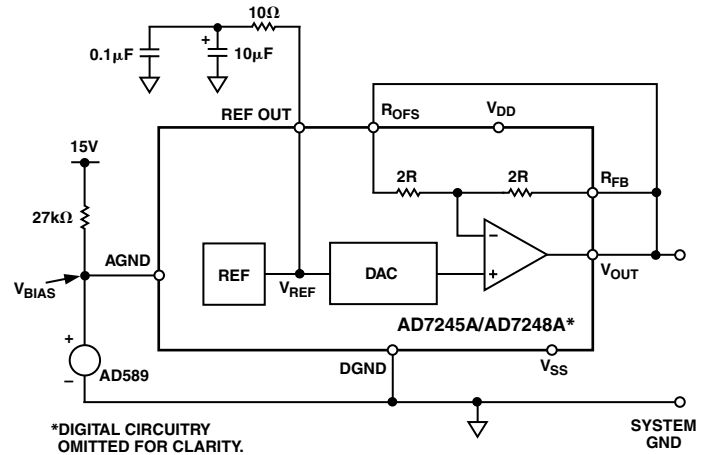 10Ω
0.1μF
+
10μF
REF OUT
R_OFS
V_DD
15V
2R
2R
R_FB
27kΩ
AGND
V_BIAS
REF
V_REF
DAC
–
+
V_OUT
AD7245A/AD7248A*
+
–
AD589
DGND
V_SS
*DIGITAL CIRCUITRY
OMITTED FOR CLARITY.
SYSTEM
GND